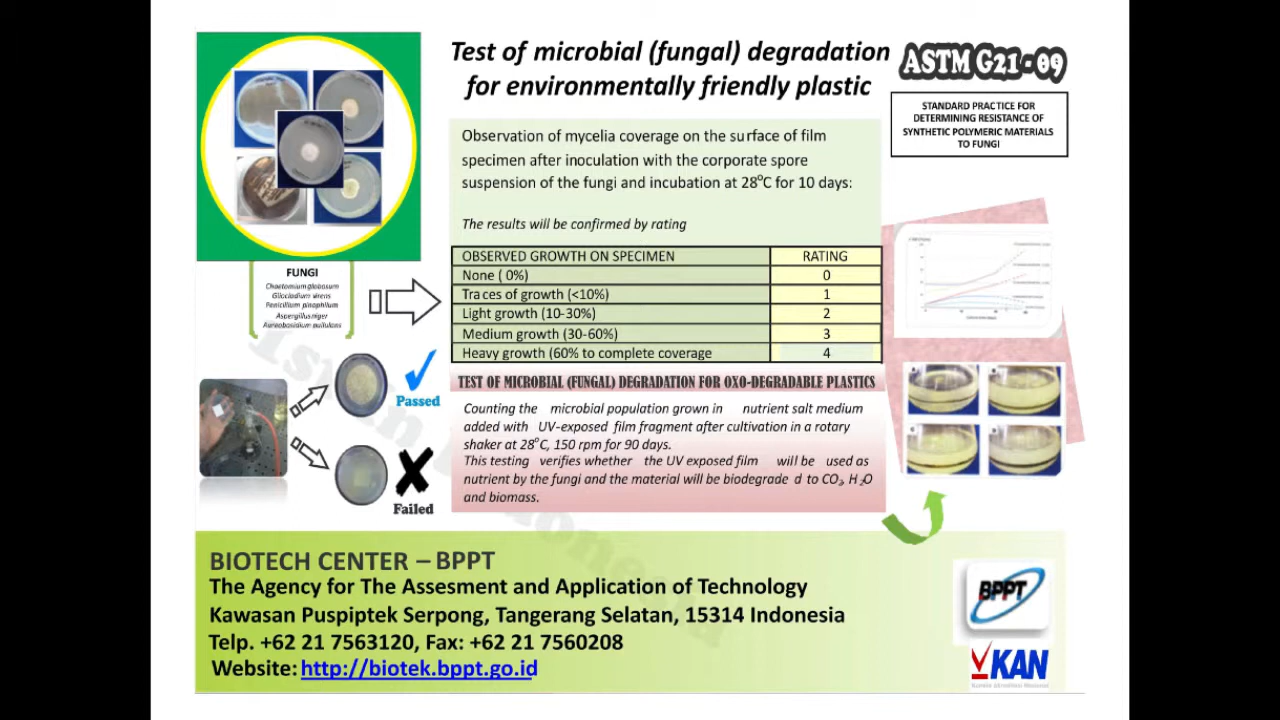 Test of microbial (fungal) degradation
for environmentally friendly plastic
ASTM G21 - 09
STANDARD PRACTICE FOR
DETERMINING RESISTANCE OF
SYNTHETIC POLYMERIC MATERIALS
TO FUNGI
Observation of mycelia coverage on the surface of film
specimen after inoculation with the corporate spore
suspension of the fungi and incubation at 28°C for 10 days:
The results will be confirmed by rating
OBSERVED GROWTH ON SPECIMEN RATING
None ( 0%) 0
Traces of growth (<10%) 1
Light growth (10-30%) 2
Medium growth (30-60%) 3
Heavy growth (60% to complete coverage 4
FUNGI
Chaetomium globosum
Gliocladium virens
Penicillium pinophilum
Aspergillus niger
Aureobasidium pullulans
Passed
Failed
TEST OF MICROBIAL (FUNGAL) DEGRADATION FOR OXO-DEGRADABLE PLASTICS
Counting the microbial population grown in nutrient salt medium
added with UV-exposed film fragment after cultivation in a rotary
shaker at 28°C, 150 rpm for 90 days.
This testing verifies whether the UV exposed film will be used as
nutrient by the fungi and the material will be biodegrade d to CO₂, H₂O
and biomass.
BIOTECH CENTER – BPPT
The Agency for The Assesment and Application of Technology
Kawasan Puspiptek Serpong, Tangerang Selatan, 15314 Indonesia
Telp. +62 21 7563120, Fax: +62 21 7560208
Website: http://biotek.bppt.go.id
BPPT
KAN
Komite Akreditasi Nasional